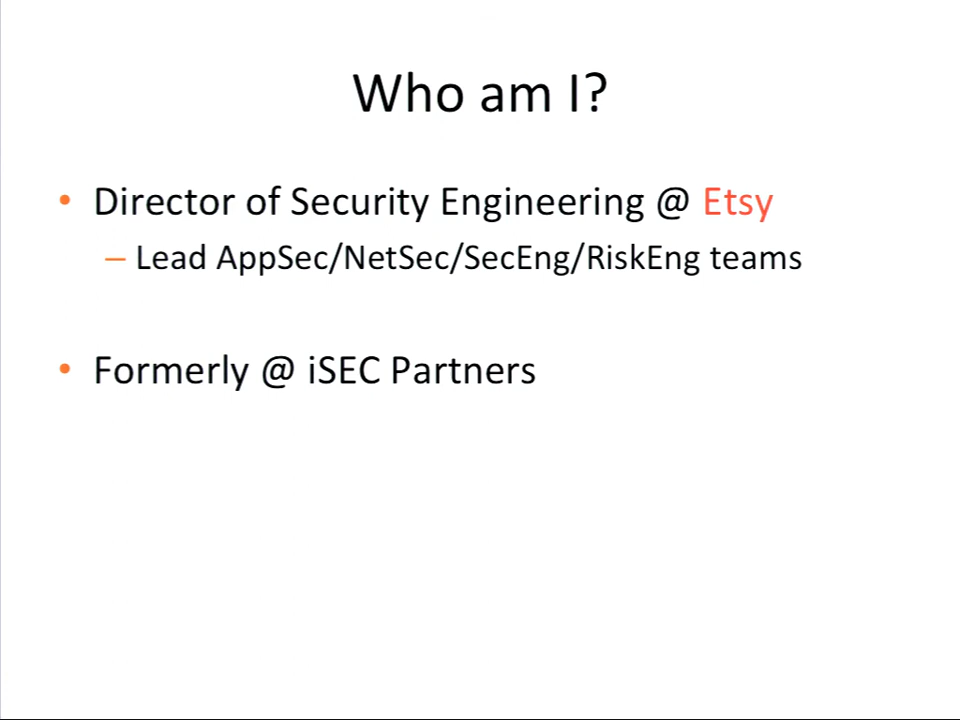 Who am I?
• Director of Security Engineering @ Etsy
– Lead AppSec/NetSec/SecEng/RiskEng teams
• Formerly @ iSEC Partners